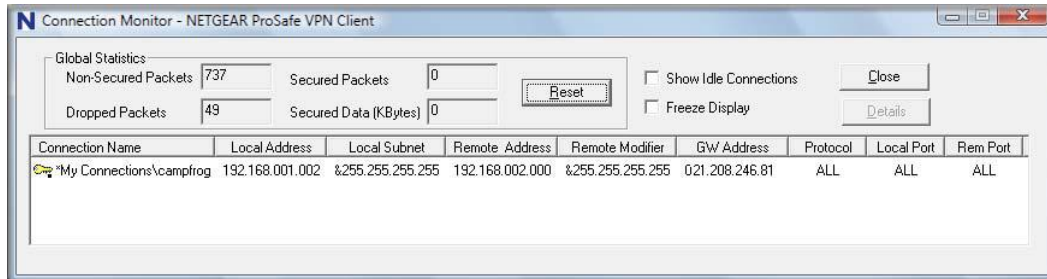 N Connection Monitor - NETGEAR ProSafe VPN Client
Global Statistics
Non-Secured Packets 737 Secured Packets 0 Reset Show Idle Connections Close
Dropped Packets 49 Secured Data (KBytes) 0 Freeze Display Details
Connection Name Local Address Local Subnet Remote Address Remote Modifier GW Address Protocol Local Port Rem Port
*My Connections\campfrog 192.168.001.002 &255.255.255.255 192.168.002.000 &255.255.255.255 021.208.246.81 ALL ALL ALL